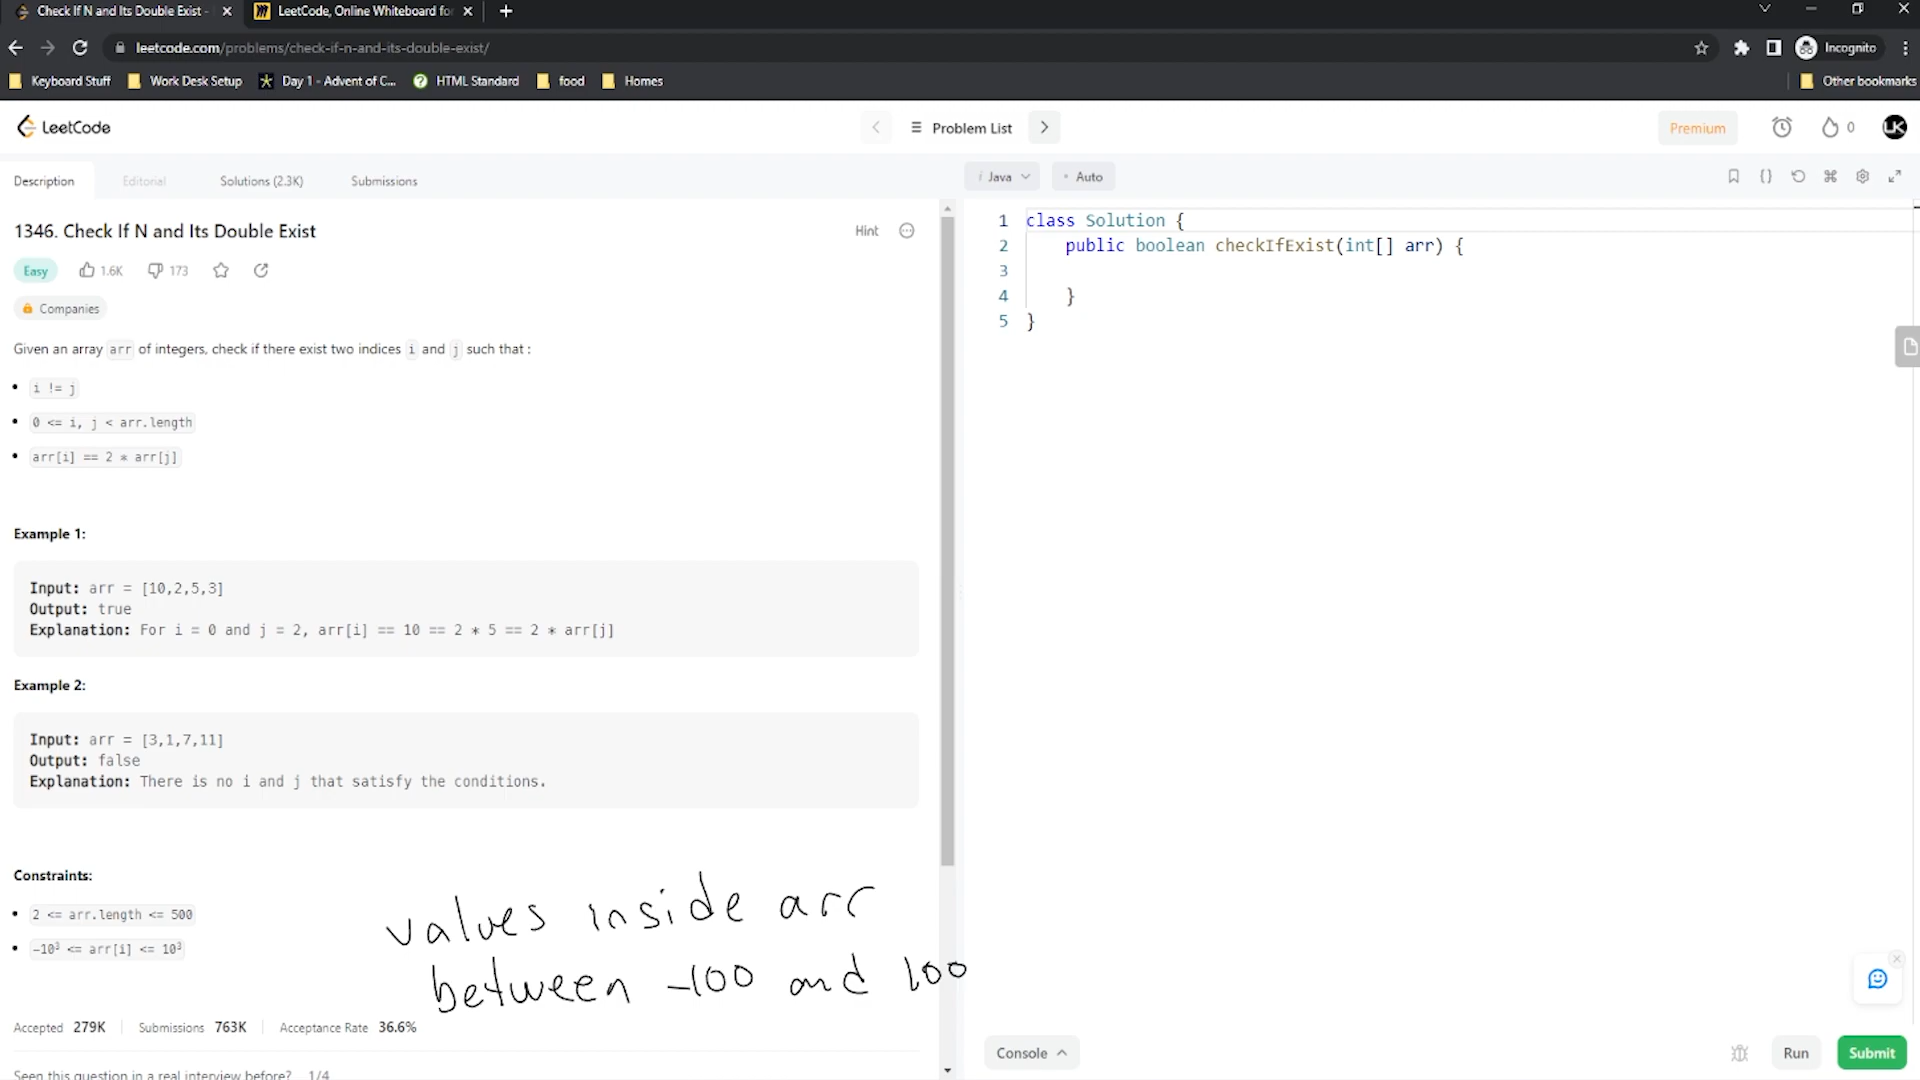 Check If N and Its Double Exist -
LeetCode, Online Whiteboard for
leetcode.com/problems/check-if-n-and-its-double-exist/
Incognito
Keyboard Stuff
Work Desk Setup
Day 1 - Advent of C...
HTML Standard
food
Homes
Other bookmarks
LeetCode
Problem List
Premium
0
LK
Description
Editorial
Solutions (2.3K)
Submissions
i Java
• Auto
1346. Check If N and Its Double Exist
Hint
Easy
1.6K
173
Companies
Given an array arr of integers, check if there exist two indices i and j such that :
• i != j
• 0 <= i, j < arr.length
• arr[i] == 2 * arr[j]
Example 1:
Input: arr = [10,2,5,3]
Output: true
Explanation: For i = 0 and j = 2, arr[i] == 10 == 2 * 5 == 2 * arr[j]
Example 2:
Input: arr = [3,1,7,11]
Output: false
Explanation: There is no i and j that satisfy the conditions.
Constraints:
• 2 <= arr.length <= 500
• -10³ <= arr[i] <= 10³
values inside arr
between -100 and 100
Accepted 279K
Submissions 763K
Acceptance Rate 36.6%
Seen this question in a real interview before? 1/4
1 class Solution {
2 public boolean checkIfExist(int[] arr) {
3
4 }
5 }
Console
Run
Submit